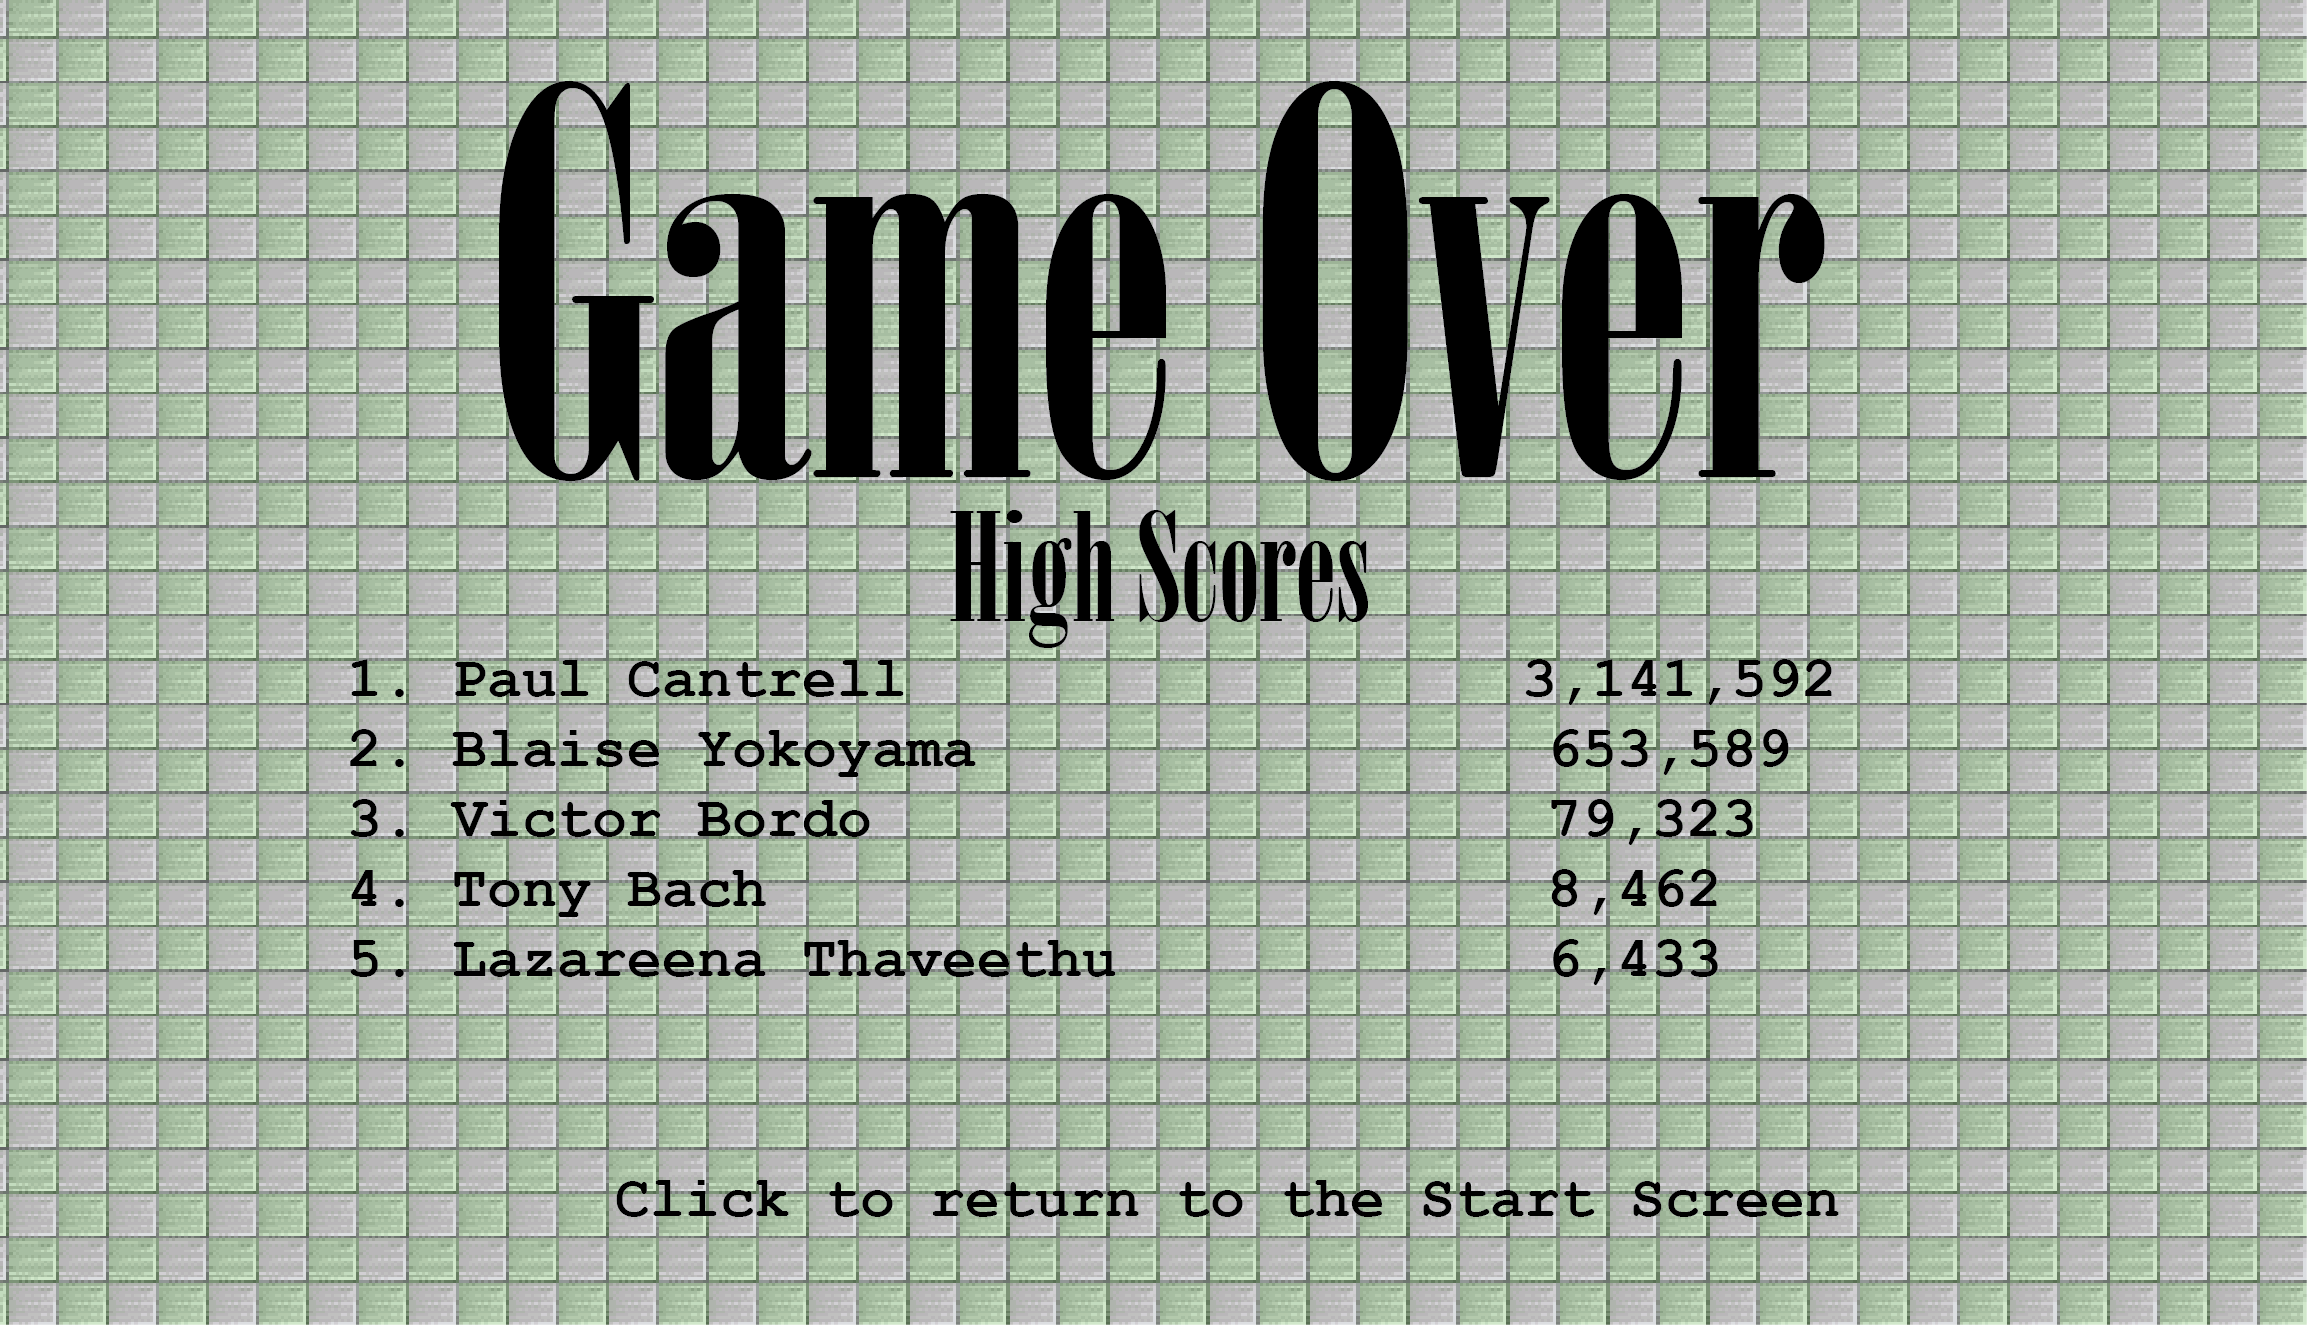 Game Over
High Scores
1. Paul Cantrell 3,141,592
2. Blaise Yokoyama 653,589
3. Victor Bordo 79,323
4. Tony Bach 8,462
5. Lazareena Thaveethu 6,433
Click to return to the Start Screen